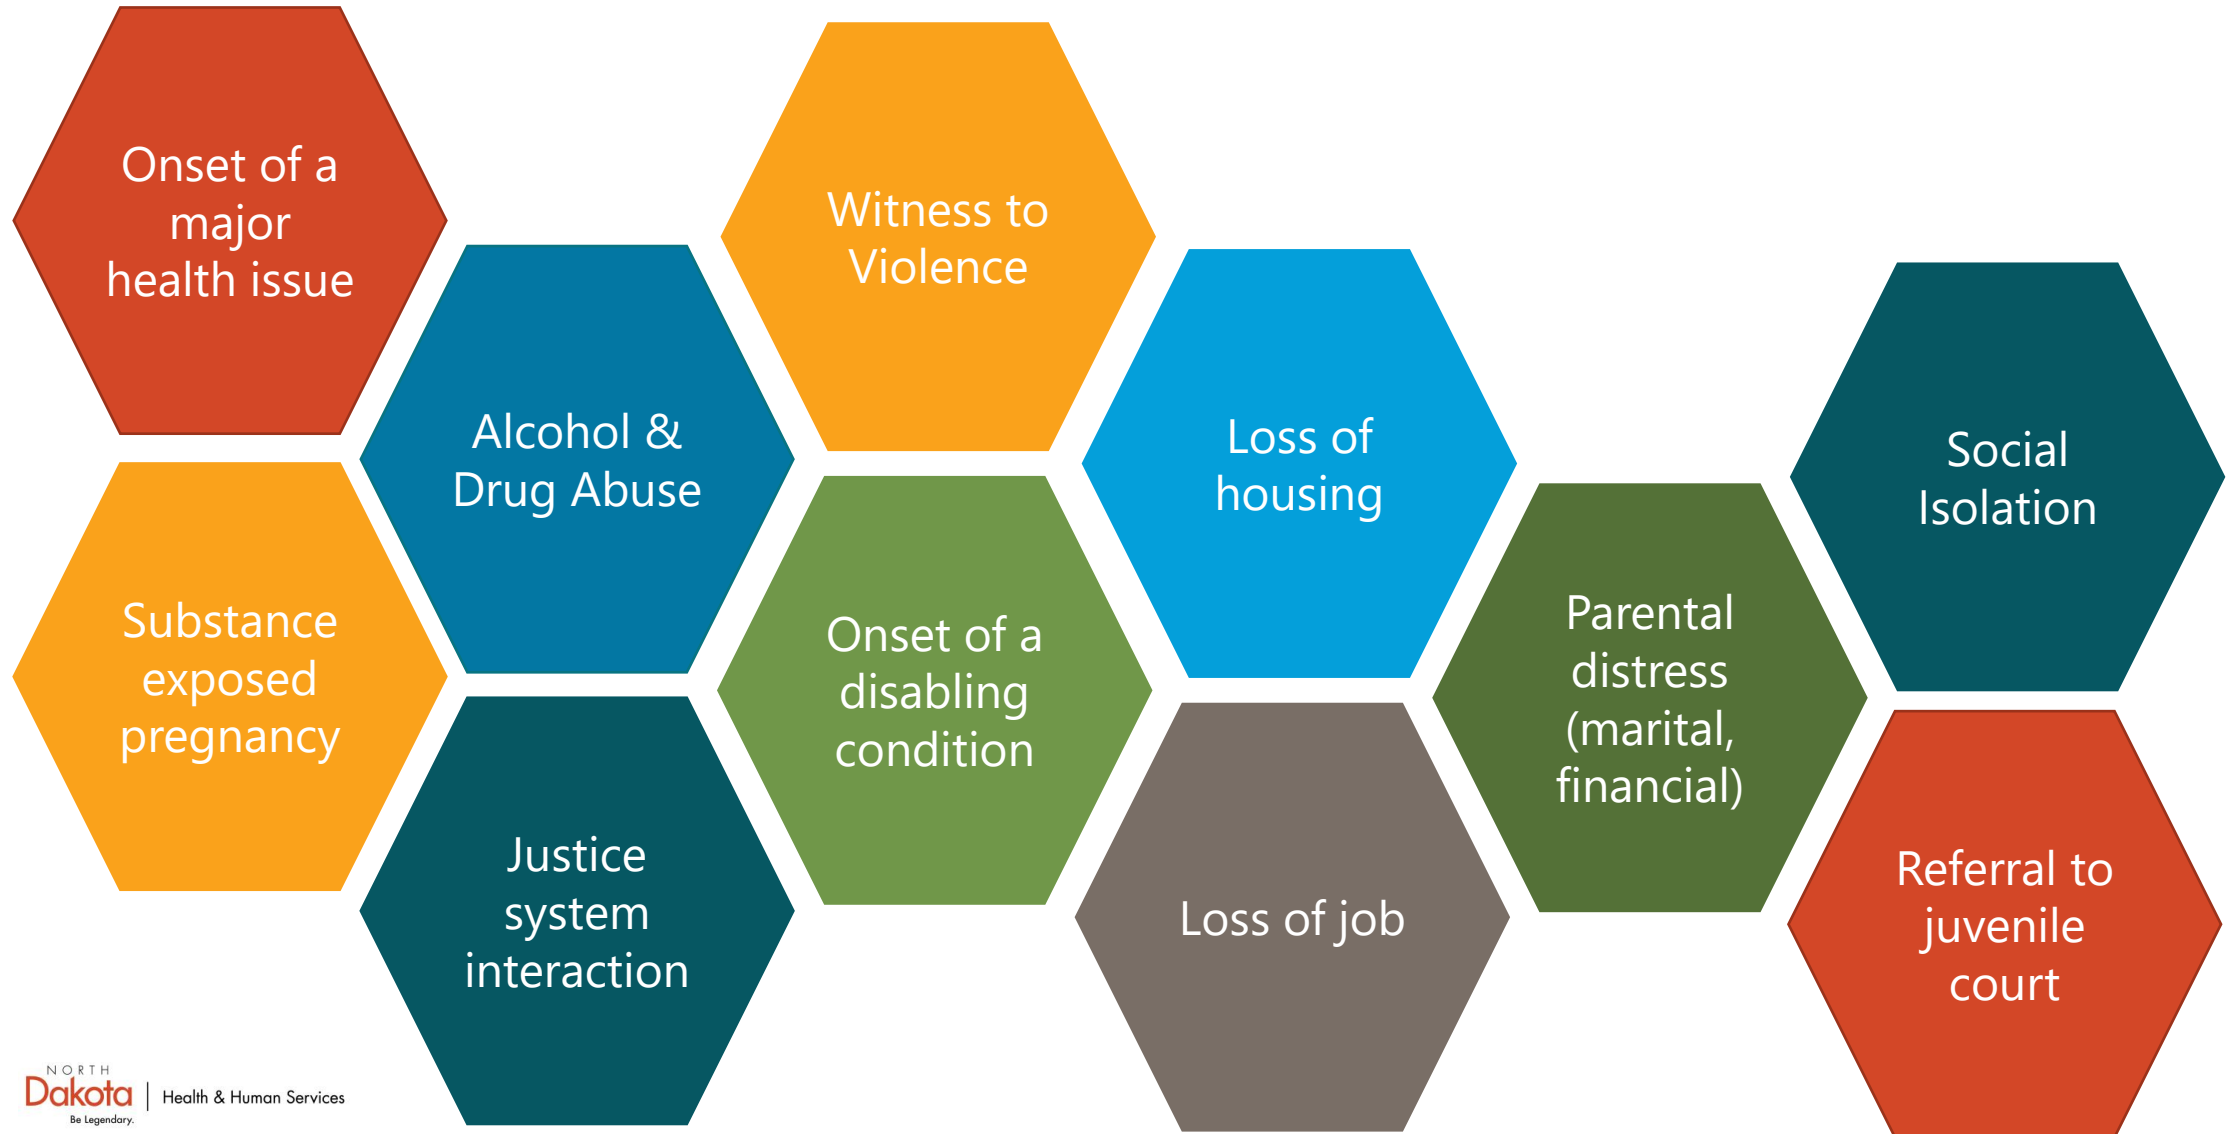 Onset of a
major
health issue
Witness to
Violence
Alcohol &
Drug Abuse
Loss of
housing
Social
Isolation
Substance
exposed
pregnancy
Onset of a
disabling
condition
Parental
distress
(marital,
financial)
Justice
system
interaction
Loss of job
Referral to
juvenile
court
NORTH
Dakota
Be Legendary.
Health & Human Services